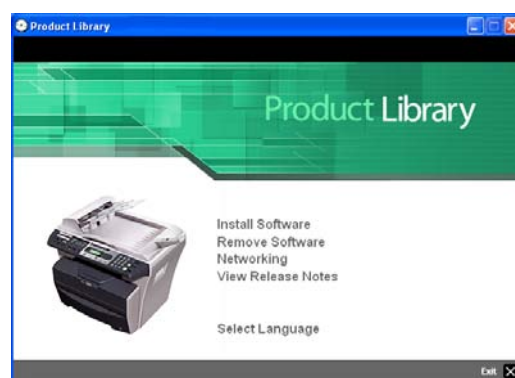 Product Library
Product Library
Install Software
Remove Software
Networking
View Release Notes
Select Language
Exit